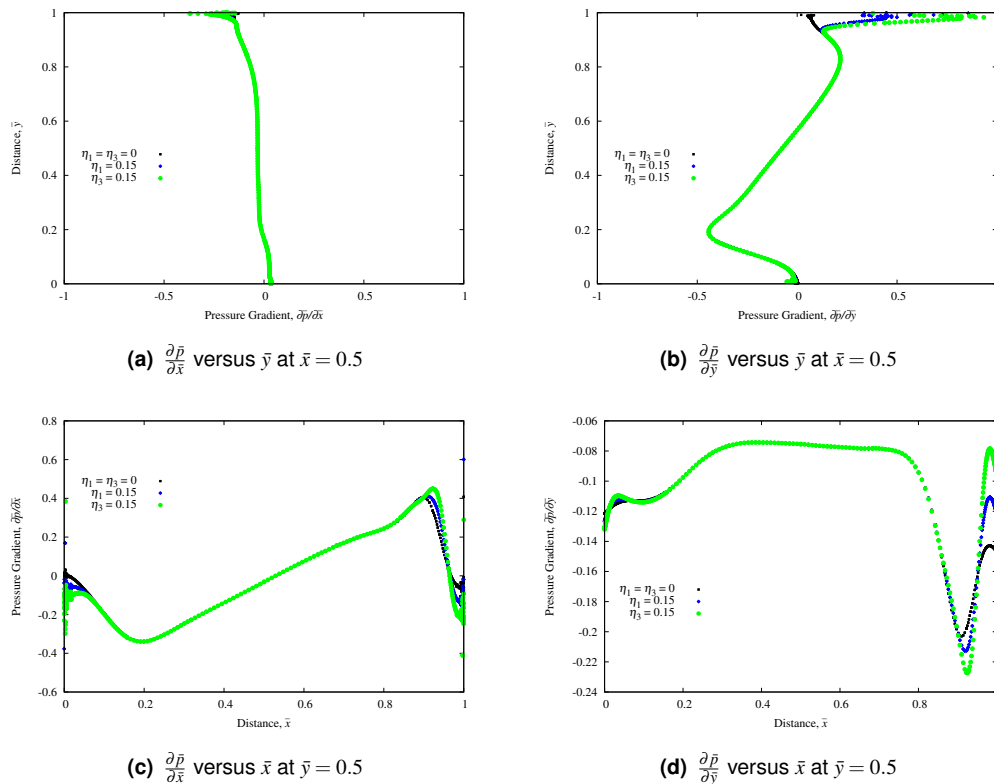 1
0.8
0.6
0.4
0.2
0
-1
-0.5
0
0.5
1
Distance, ȳ
η₁ = η₃ = 0
η₁ = 0.15
η₃ = 0.15
Pressure Gradient, ∂p̄/∂x̄
(a) ∂p̄/∂x̄ versus ȳ at x̄ = 0.5
1
0.8
0.6
0.4
0.2
0
-1
-0.5
0
0.5
Distance, ȳ
η₁ = η₃ = 0
η₁ = 0.15
η₃ = 0.15
Pressure Gradient, ∂p̄/∂ȳ
(b) ∂p̄/∂ȳ versus ȳ at x̄ = 0.5
0.8
0.6
0.4
0.2
0
-0.2
-0.4
-0.6
0
0.2
0.4
0.6
0.8
1
Pressure Gradient, ∂p̄/∂x̄
η₁ = η₃ = 0
η₁ = 0.15
η₃ = 0.15
Distance, x̄
(c) ∂p̄/∂x̄ versus x̄ at ȳ = 0.5
-0.06
-0.08
-0.11
-0.12
-0.14
-0.16
-0.18
-0.2
-0.22
-0.24
0
0.2
0.4
0.6
0.8
Pressure Gradient, ∂p̄/∂ȳ
η₁ = η₃ = 0
η₁ = 0.15
η₃ = 0.15
Distance, x̄
(d) ∂p̄/∂ȳ versus x̄ at ȳ = 0.5